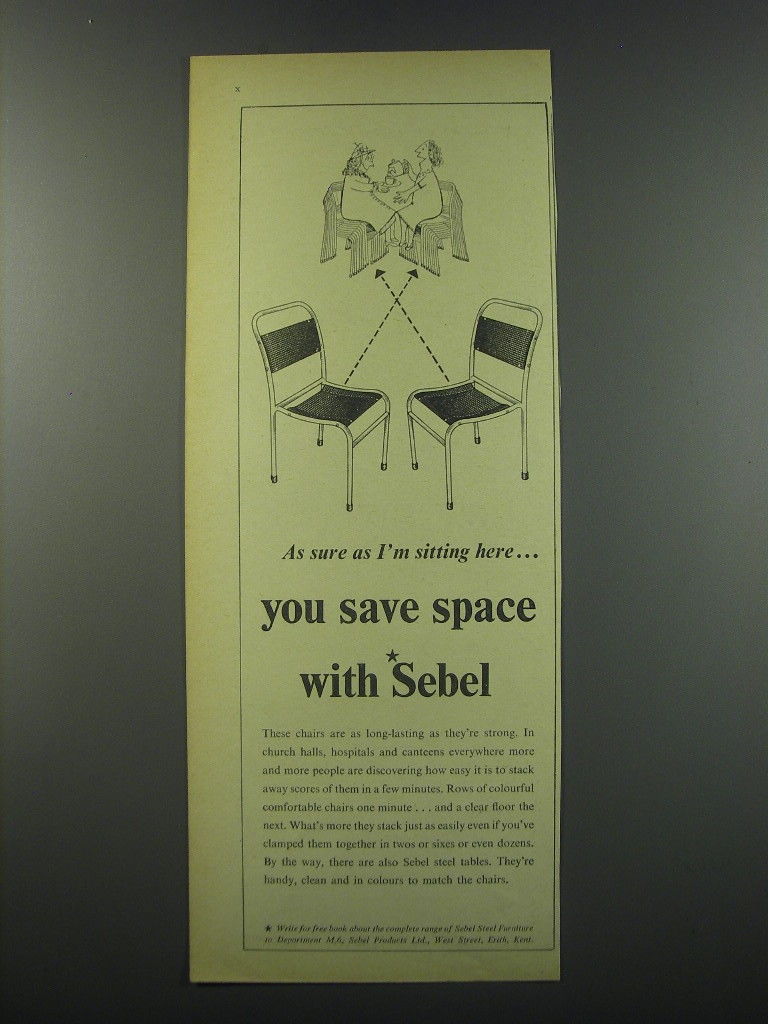 x
As sure as I'm sitting here...
you save space
with ★Sebel
These chairs are as long-lasting as they're strong. In
church halls, hospitals and canteens everywhere more
and more people are discovering how easy it is to stack
away scores of them in a few minutes. Rows of colourful
comfortable chairs one minute . . . and a clear floor the
next. What's more they stack just as easily even if you've
clamped them together in twos or sixes or even dozens.
By the way, there are also Sebel steel tables. They're
handy, clean and in colours to match the chairs.
★ Write for free book about the complete range of Sebel Steel Furniture
to Department M.6, Sebel Products Ltd., West Street, Erith, Kent.